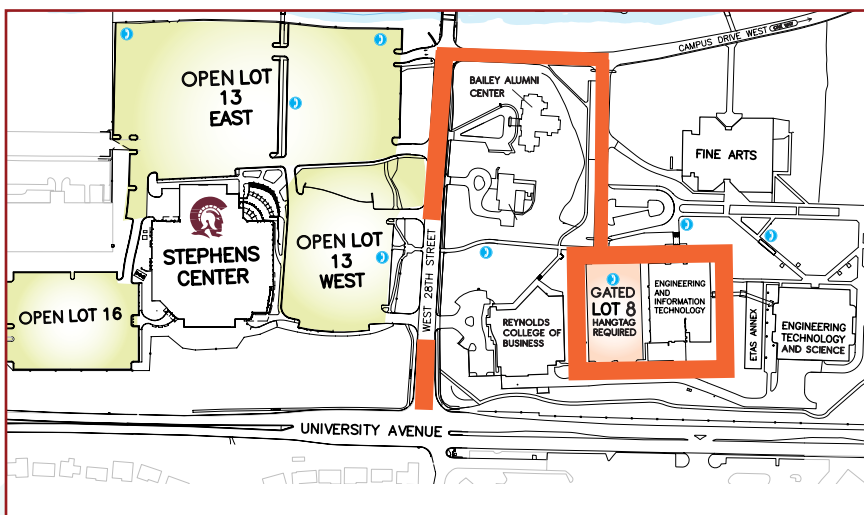 CAMPUS DRIVE WEST
OPEN LOT
13
EAST
BAILEY ALUMNI
CENTER
FINE ARTS
STEPHENS
CENTER
OPEN LOT
13
WEST
WEST 28TH STREET
OPEN LOT 16
REYNOLDS
COLLEGE OF
BUSINESS
GATED
LOT 8
HANGTAG
REQUIRED
ENGINEERING
AND
INFORMATION
TECHNOLOGY
ETAS ANNEX
ENGINEERING
TECHNOLOGY
AND SCIENCE
UNIVERSITY AVENUE